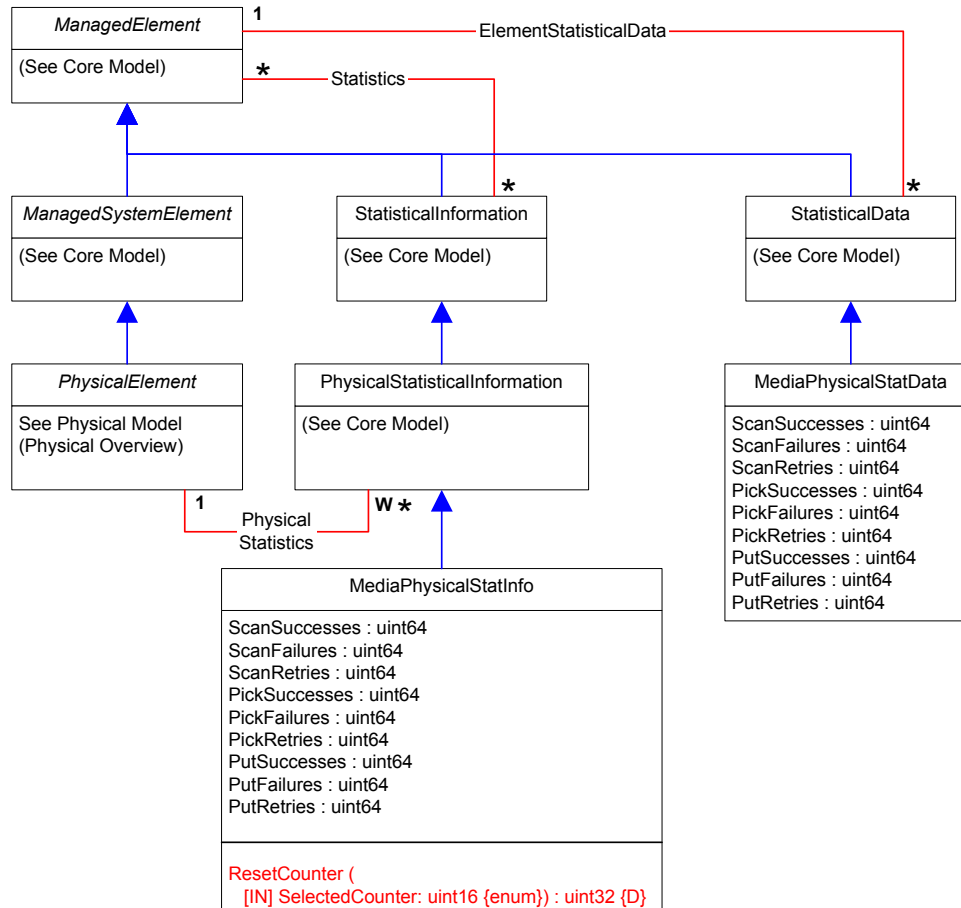 ManagedElement
(See Core Model)
1
ElementStatisticalData
*
Statistics
*
*
ManagedSystemElement
(See Core Model)
StatisticalInformation
(See Core Model)
StatisticalData
(See Core Model)
PhysicalElement
See Physical Model
(Physical Overview)
PhysicalStatisticalInformation
(See Core Model)
MediaPhysicalStatData
ScanSuccesses : uint64
ScanFailures : uint64
ScanRetries : uint64
PickSuccesses : uint64
PickFailures : uint64
PickRetries : uint64
PutSuccesses : uint64
PutFailures : uint64
PutRetries : uint64
1
Physical
Statistics
W *
MediaPhysicalStatInfo
ScanSuccesses : uint64
ScanFailures : uint64
ScanRetries : uint64
PickSuccesses : uint64
PickFailures : uint64
PickRetries : uint64
PutSuccesses : uint64
PutFailures : uint64
PutRetries : uint64
ResetCounter (
[IN] SelectedCounter: uint16 {enum}) : uint32 {D}